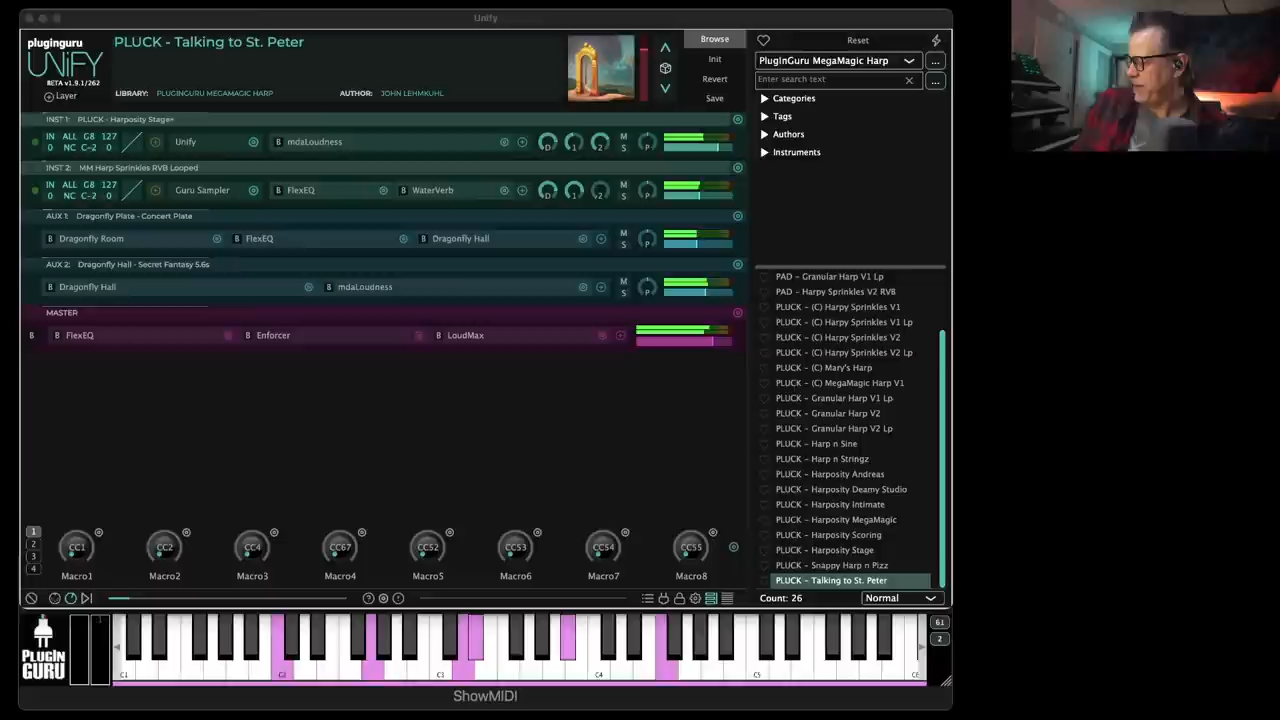 Unify
pluginguru
UNIFY
BETA v1.9.1/262
Layer
PLUCK - Talking to St. Peter
LIBRARY: PLUGINGURU MEGAMAGIC HARP
AUTHOR: JOHN LEHMKUHL
Browse
Init
Revert
Save
INST 1: PLUCK - Harposity Stage=
IN ALL G8 127
0 NC C-2 0
Unify
B mdaLoudness
D 1 2
M
S
P
INST 2: MM Harp Sprinkles RVB Looped
IN ALL G8 127
0 NC C-2 0
Guru Sampler
B FlexEQ
B WaterVerb
D 1 2
M
S
P
AUX 1: Dragonfly Plate - Concert Plate
B Dragonfly Room
B FlexEQ
B Dragonfly Hall
M
S
P
AUX 2: Dragonfly Hall - Secret Fantasy 5.6s
B Dragonfly Hall
B mdaLoudness
M
S
P
MASTER
B
B FlexEQ
B Enforcer
B LoudMax
1
2
3
4
CC1 CC2 CC4 CC67 CC52 CC53 CC54 CC55
Macro1 Macro2 Macro3 Macro4 Macro5 Macro6 Macro7 Macro8
Reset
PlugInGuru MegaMagic Harp
...
Enter search text
...
Categories
Tags
Authors
Instruments
PAD - Granular Harp V1 Lp
PAD - Harpy Sprinkles V2 RVB
PLUCK - (C) Harpy Sprinkles V1
PLUCK - (C) Harpy Sprinkles V1 Lp
PLUCK - (C) Harpy Sprinkles V2
PLUCK - (C) Harpy Sprinkles V2 Lp
PLUCK - (C) Mary's Harp
PLUCK - (C) MegaMagic Harp V1
PLUCK - Granular Harp V1 Lp
PLUCK - Granular Harp V2
PLUCK - Granular Harp V2 Lp
PLUCK - Harp n Sine
PLUCK - Harp n Stringz
PLUCK - Harposity Andreas
PLUCK - Harposity Deamy Studio
PLUCK - Harposity Intimate
PLUCK - Harposity MegaMagic
PLUCK - Harposity Scoring
PLUCK - Harposity Stage
PLUCK - Snappy Harp n Pizz
PLUCK - Talking to St. Peter
Count: 26
Normal
PLUGIN
GURU
1
C4
C5
61
2
ShowMIDI